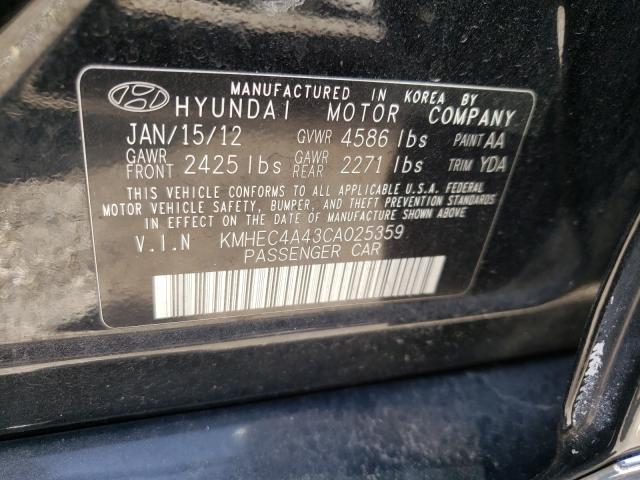 MANUFACTURED IN KOREA BY
HYUNDAI MOTOR COMPANY
JAN/15/12 GVWR 4586 lbs PAINT AA
GAWR FRONT 2425 lbs GAWR REAR 2271 lbs TRIM YDA
THIS VEHICLE CONFORMS TO ALL APPLICABLE U.S.A. FEDERAL
MOTOR VEHICLE SAFETY, BUMPER, AND THEFT PREVENTION STANDARDS
IN EFFECT ON THE DATE OF MANUFACTURE SHOWN ABOVE.
V.I.N KMHEC4A43CA025359
PASSENGER CAR